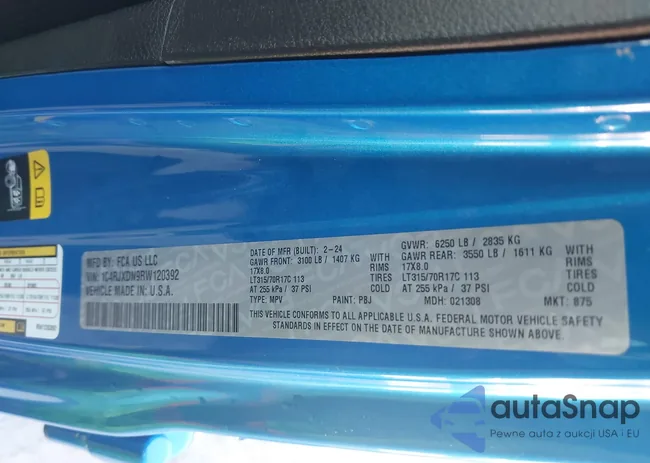 MFG BY: FCA US LLC
VIN: 1C4RJXDN9RW120392
VEHICLE MADE IN U.S.A.
DATE OF MFR (BUILT): 2-24
GAWR FRONT: 3100 LB / 1407 KG
WITH
17X8.0
RIMS
LT315/70R17C 113
TIRES
AT 255 kPa / 37 PSI
COLD
TYPE: MPV
PAINT: PBJ
GVWR: 6250 LB / 2835 KG
GAWR REAR: 3550 LB / 1611 KG
WITH
17X8.0
RIMS
LT315/70R17C 113
TIRES
AT 255 kPa / 37 PSI
COLD
MDH: 021308
MKT: 875
THIS VEHICLE CONFORMS TO ALL APPLICABLE U.S.A. FEDERAL MOTOR VEHICLE SAFETY
STANDARDS IN EFFECT ON THE DATE OF MANUFACTURE SHOWN ABOVE.
autaSnap
Pewne auta z aukcji USA i EU